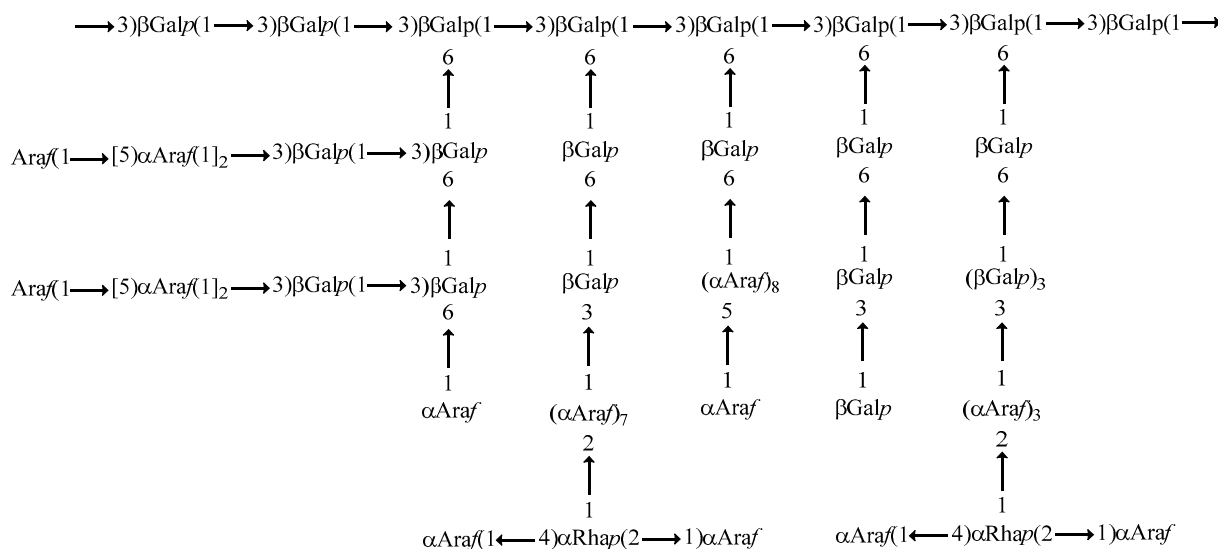 3)βGalp(1 3)βGalp(1 3)βGalp(1 3)βGalp(1 3)βGalp(1 3)βGalp(1 3)βGalp(1 3)βGalp(1
6 6 6 6 6
1 1 1 1 1
Araf(1 [5)αAraf(1]2 3)βGalp(1 3)βGalp βGalp βGalp βGalp βGalp
6 6 6 6 6
1 1 1 1 1
Araf(1 [5)αAraf(1]2 3)βGalp(1 3)βGalp βGalp (αAraf)8 βGalp (βGalp)3
6 3 5 3 3
1 1 1 1 1
αAraf (αAraf)7 αAraf βGalp (αAraf)3
2 2
1 1
αAraf(1 4)αRhap(2 1)αAraf αAraf(1 4)αRhap(2 1)αAraf